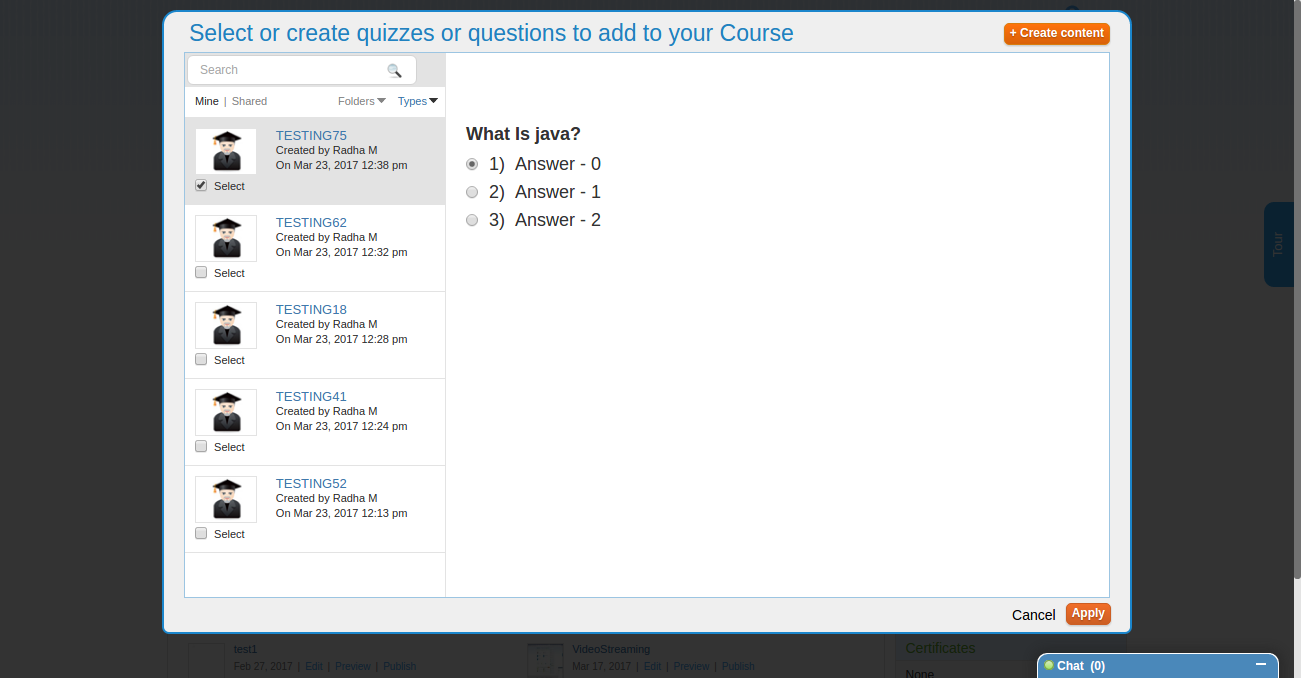 Select or create quizzes or questions to add to your Course
+ Create content
Search
Mine | Shared Folders Types
TESTING75
Created by Radha M
On Mar 23, 2017 12:38 pm
Select
TESTING62
Created by Radha M
On Mar 23, 2017 12:32 pm
Select
TESTING18
Created by Radha M
On Mar 23, 2017 12:28 pm
Select
TESTING41
Created by Radha M
On Mar 23, 2017 12:24 pm
Select
TESTING52
Created by Radha M
On Mar 23, 2017 12:13 pm
Select
What Is java?
1) Answer - 0
2) Answer - 1
3) Answer - 2
Tour
Cancel Apply
test1
Feb 27, 2017 | Edit | Preview | Publish
VideoStreaming
Mar 17, 2017 | Edit | Preview | Publish
Certificates
None
Chat (0)